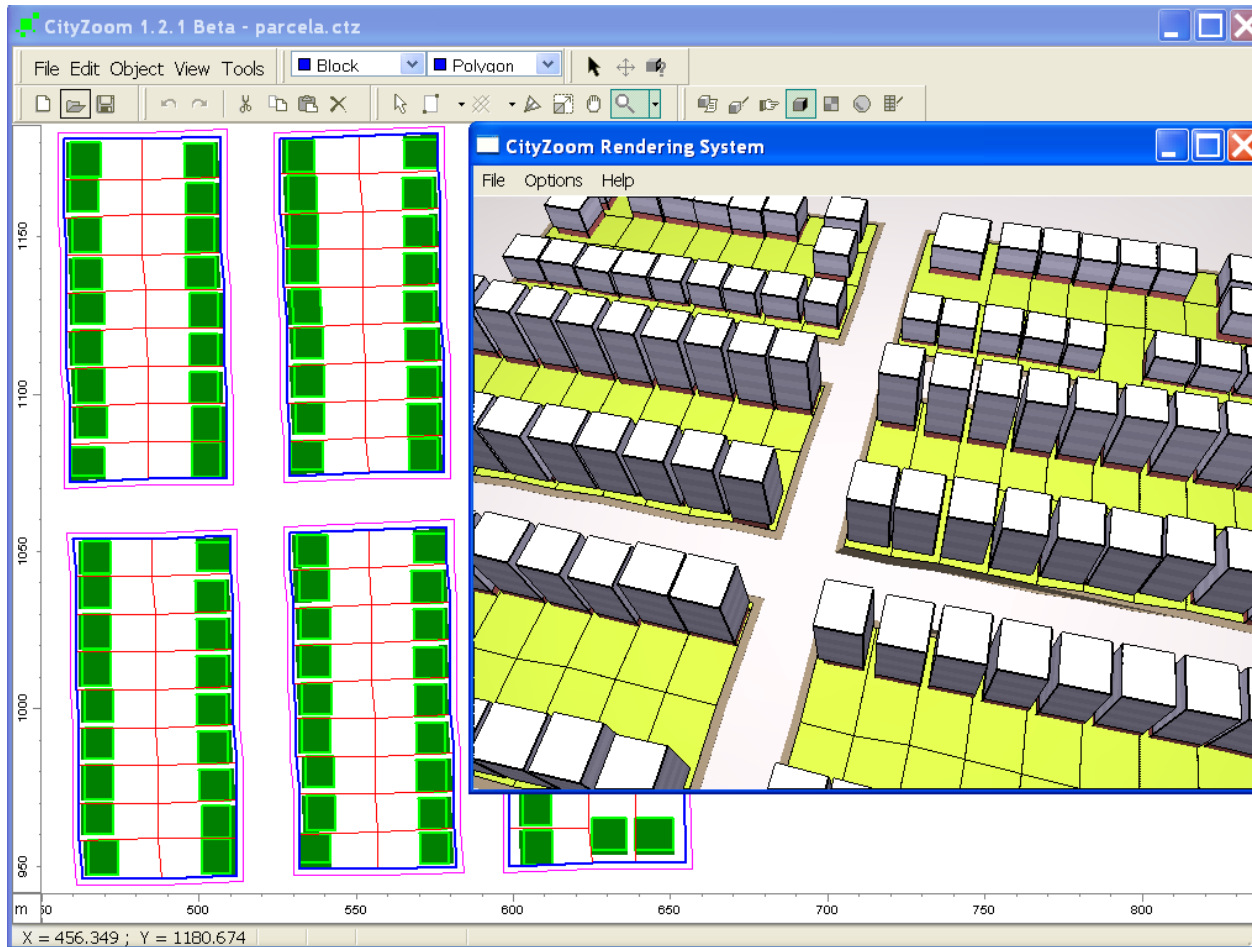 CityZoom 1.2.1 Beta - parcela.ctz
File Edit Object View Tools Block Polygon
CityZoom Rendering System
File Options Help
1150
1100
1050
1000
950
m 500 550 600 650 700 750 800
X = 456.349 ; Y = 1180.674